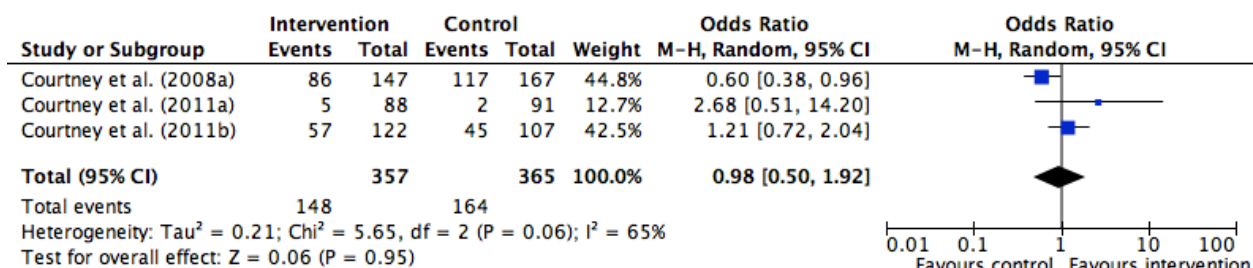 Intervention Control Odds Ratio Odds Ratio
Study or Subgroup Events Total Events Total Weight M-H, Random, 95% CI M-H, Random, 95% CI
Courtney et al. (2008a) 86 147 117 167 44.8% 0.60 [0.38, 0.96]
Courtney et al. (2011a) 5 88 2 91 12.7% 2.68 [0.51, 14.20]
Courtney et al. (2011b) 57 122 45 107 42.5% 1.21 [0.72, 2.04]
Total (95% CI) 357 365 100.0% 0.98 [0.50, 1.92]
Total events 148 164
Heterogeneity: Tau² = 0.21; Chi² = 5.65, df = 2 (P = 0.06); I² = 65%
Test for overall effect: Z = 0.06 (P = 0.95)
0.01 0.1 1 10 100
Favours control Favours intervention